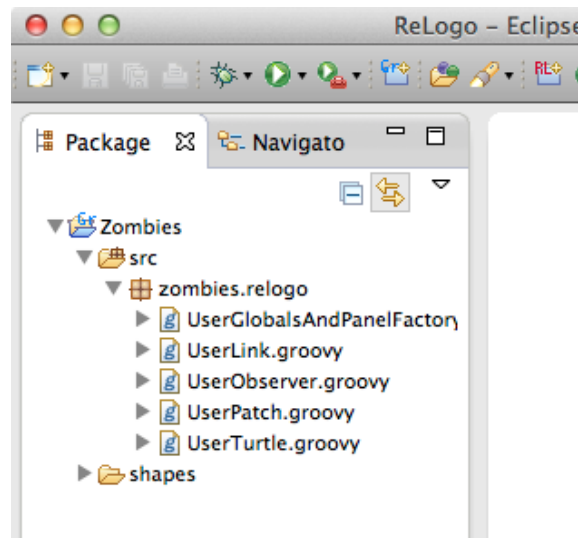 ReLogo – Eclipse
Package Navigato
Zombies
src
zombies.relogo
UserGlobalsAndPanelFactory
UserLink.groovy
UserObserver.groovy
UserPatch.groovy
UserTurtle.groovy
shapes